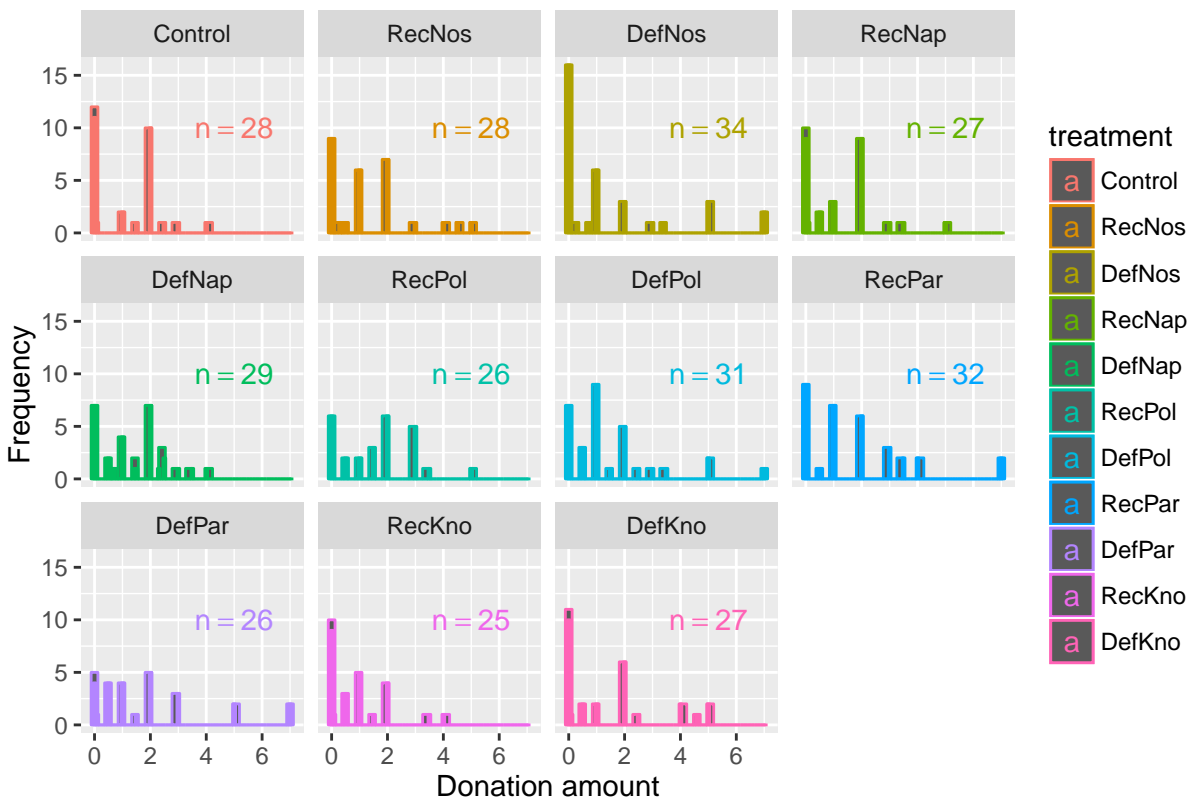 Control
RecNos
DefNos
RecNap
15
10
5
0
n = 28
n = 28
n = 34
n = 27
DefNap
RecPol
DefPol
RecPar
15
10
5
0
n = 29
n = 26
n = 31
n = 32
DefPar
RecKno
DefKno
15
10
5
0
n = 26
n = 25
n = 27
0 2 4 6
0 2 4 6
0 2 4 6
Frequency
Donation amount
treatment
a Control
a RecNos
a DefNos
a RecNap
a DefNap
a RecPol
a DefPol
a RecPar
a DefPar
a RecKno
a DefKno